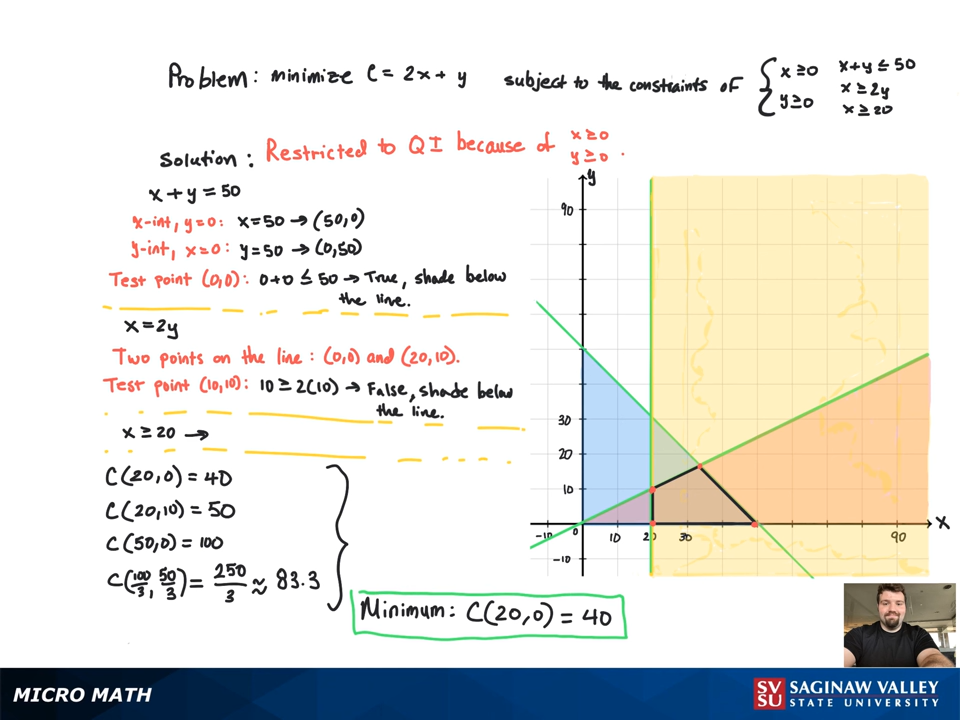 Problem: minimize C = 2x + y subject to the constraints of { x ≥ 0 x + y ≤ 50
y ≥ 0 x ≥ 2y
x ≥ 20
Solution: Restricted to QI because of x ≥ 0
y ≥ 0 .
x + y = 50
x-int, y = 0: x = 50 → (50,0)
y-int, x = 0: y = 50 → (0,50)
Test point (0,0): 0 + 0 ≤ 50 → True, shade below
the line.
x = 2y
Two points on the line: (0,0) and (20,10).
Test point (10,10): 10 ≥ 2(10) → False, shade below
the line.
x ≥ 20 →
C(20,0) = 40
C(20,10) = 50
C(50,0) = 100
C(100/3, 50/3) = 250/3 ≈ 83.3
Minimum: C(20,0) = 40
y
90
30
20
10
-10 0 10 20 30 90 x
-10
MICRO MATH
SVSU SAGINAW VALLEY
STATE UNIVERSITY